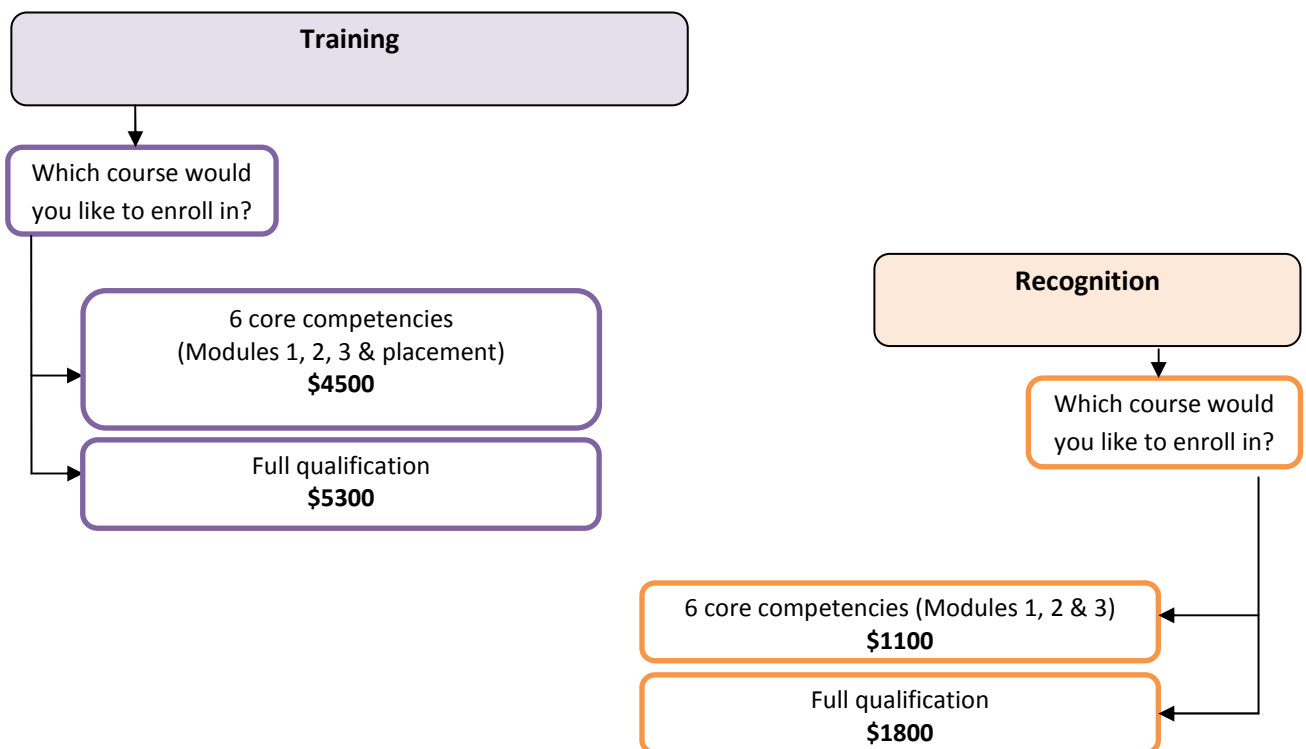 Training
Which course would
you like to enroll in?
6 core competencies
(Modules 1, 2, 3 & placement)
$4500
Full qualification
$5300
Recognition
Which course would
you like to enroll in?
6 core competencies (Modules 1, 2 & 3)
$1100
Full qualification
$1800